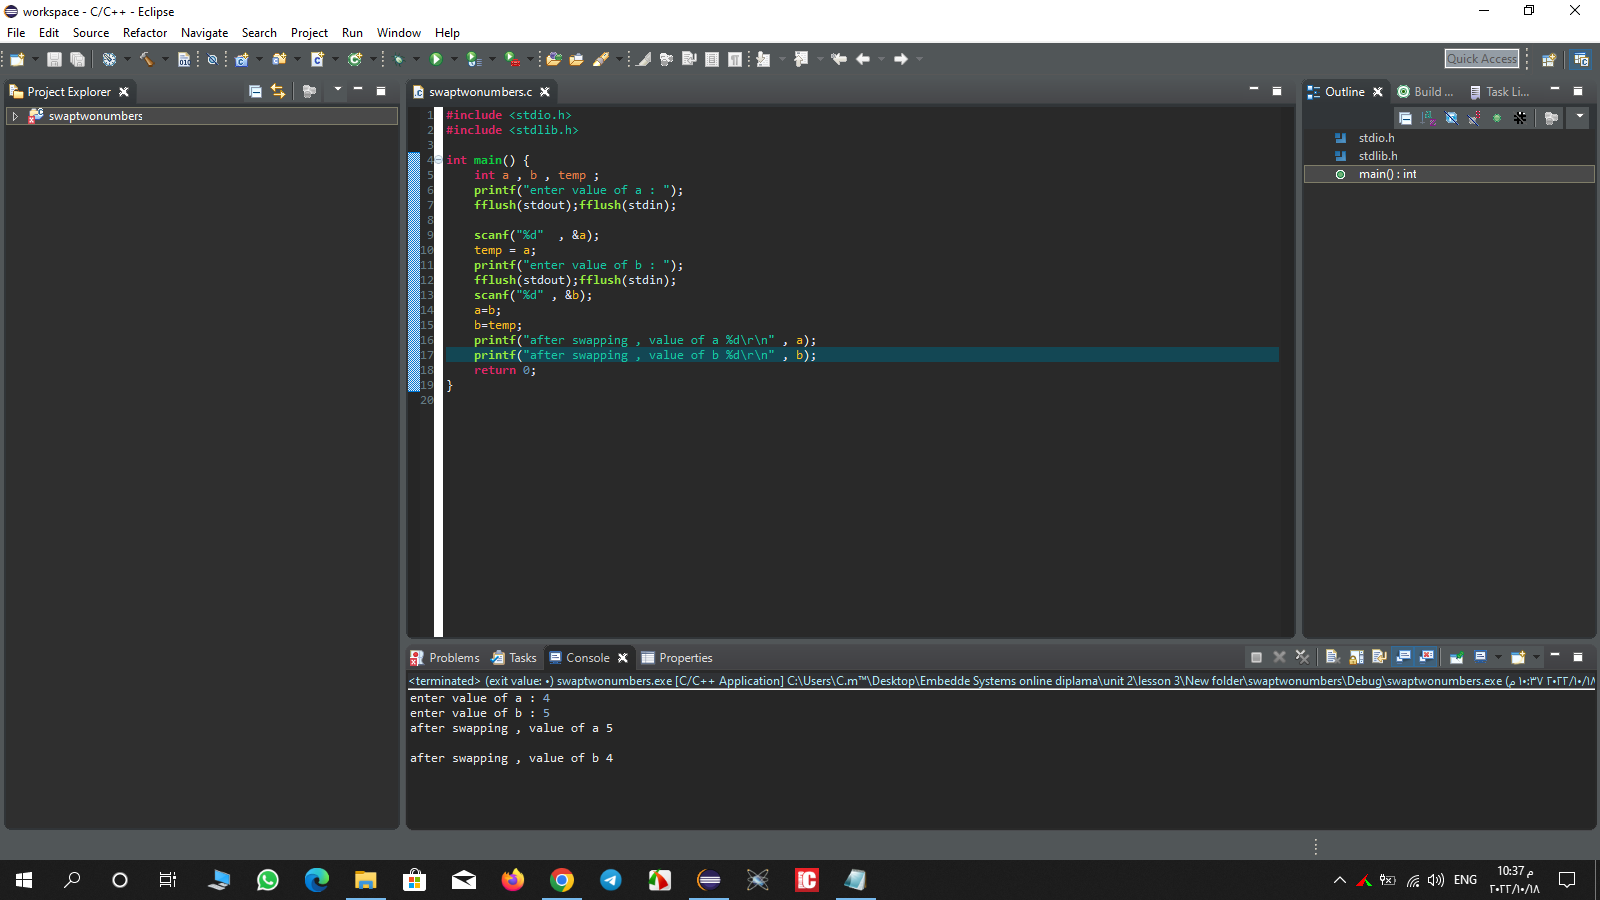 workspace - C/C++ - Eclipse
File Edit Source Refactor Navigate Search Project Run Window Help
Quick Access
Project Explorer
swaptwonumbers
swaptwonumbers.c
1 #include <stdio.h>
2 #include <stdlib.h>
3
4 int main() {
5 int a , b , temp ;
6 printf("enter value of a : ");
7 fflush(stdout);fflush(stdin);
8
9 scanf("%d"  , &a);
10 temp = a;
11 printf("enter value of b : ");
12 fflush(stdout);fflush(stdin);
13 scanf("%d" , &b);
14 a=b;
15 b=temp;
16 printf("after swapping , value of a %d\r\n" , a);
17 printf("after swapping , value of b %d\r\n" , b);
18 return 0;
19 }
20
Outline Build ... Task Li...
stdio.h
stdlib.h
main() : int
Problems Tasks Console Properties
<terminated> (exit value: ٠) swaptwonumbers.exe [C/C++ Application] C:\Users\C.m™\Desktop\Embedde Systems online diplama\unit 2\lesson 3\New folder\swaptwonumbers\Debug\swaptwonumbers.exe
enter value of a : 4
enter value of b : 5
after swapping , value of a 5
after swapping , value of b 4
ENG
10:37 م
٢٠٢٢/١٠/١٨